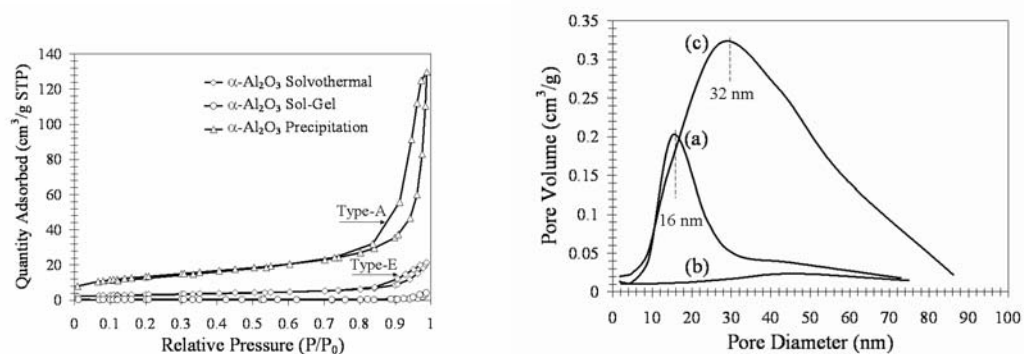 Quantity Adsorbed (cm³/g STP)
140
120
100
80
60
40
20
0
α-Al₂O₃ Solvothermal
α-Al₂O₃ Sol-Gel
α-Al₂O₃ Precipitation
Type-A
Type-E
0 0.1 0.2 0.3 0.4 0.5 0.6 0.7 0.8 0.9 1
Relative Pressure (P/P₀)
Pore Volume (cm³/g)
0.35
0.3
0.25
0.2
0.15
0.1
0.05
0
(c)
32 nm
(a)
16 nm
(b)
0 10 20 30 40 50 60 70 80 90 100
Pore Diameter (nm)